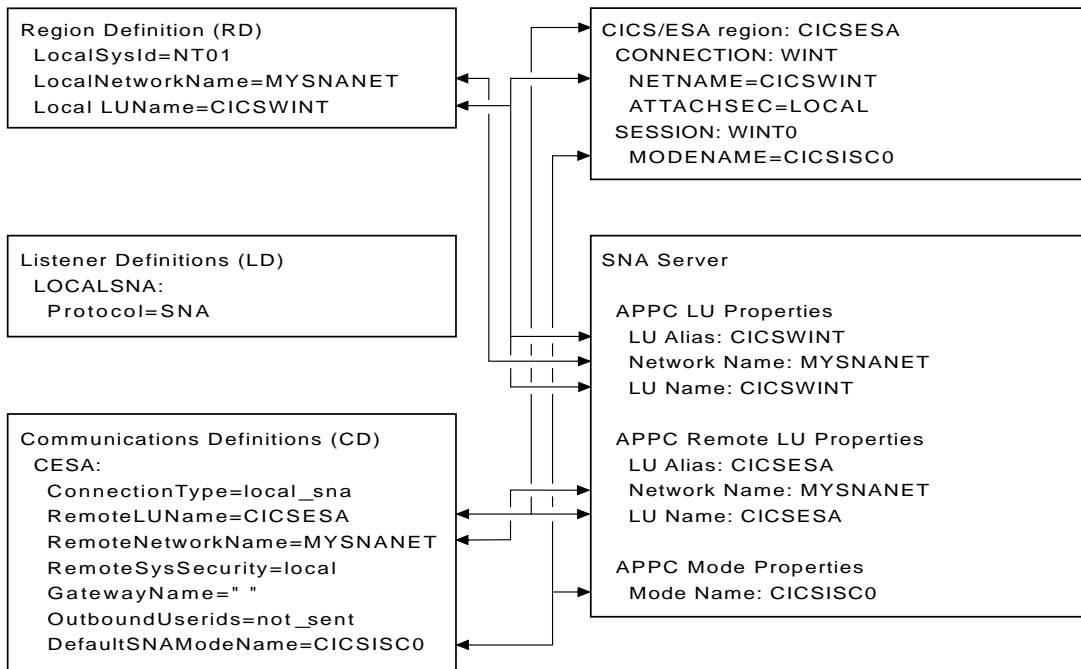 Region Definition (RD)
LocalSysId=NT01
LocalNetworkName=MYSNANET
Local LUName=CICSWINT
Listener Definitions (LD)
LOCALSNA:
Protocol=SNA
Communications Definitions (CD)
CESA:
ConnectionType=local_sna
RemoteLUName=CICSESA
RemoteNetworkName=MYSNANET
RemoteSysSecurity=local
GatewayName=" "
OutboundUserids=not_sent
DefaultSNAModeName=CICSISC0
CICS/ESA region: CICSESA
CONNECTION: WINT
NETNAME=CICSWINT
ATTACHSEC=LOCAL
SESSION: WINT0
MODENAME=CICSISC0
SNA Server
APPC LU Properties
LU Alias: CICSWINT
Network Name: MYSNANET
LU Name: CICSWINT
APPC Remote LU Properties
LU Alias: CICSESA
Network Name: MYSNANET
LU Name: CICSESA
APPC Mode Properties
Mode Name: CICSISC0